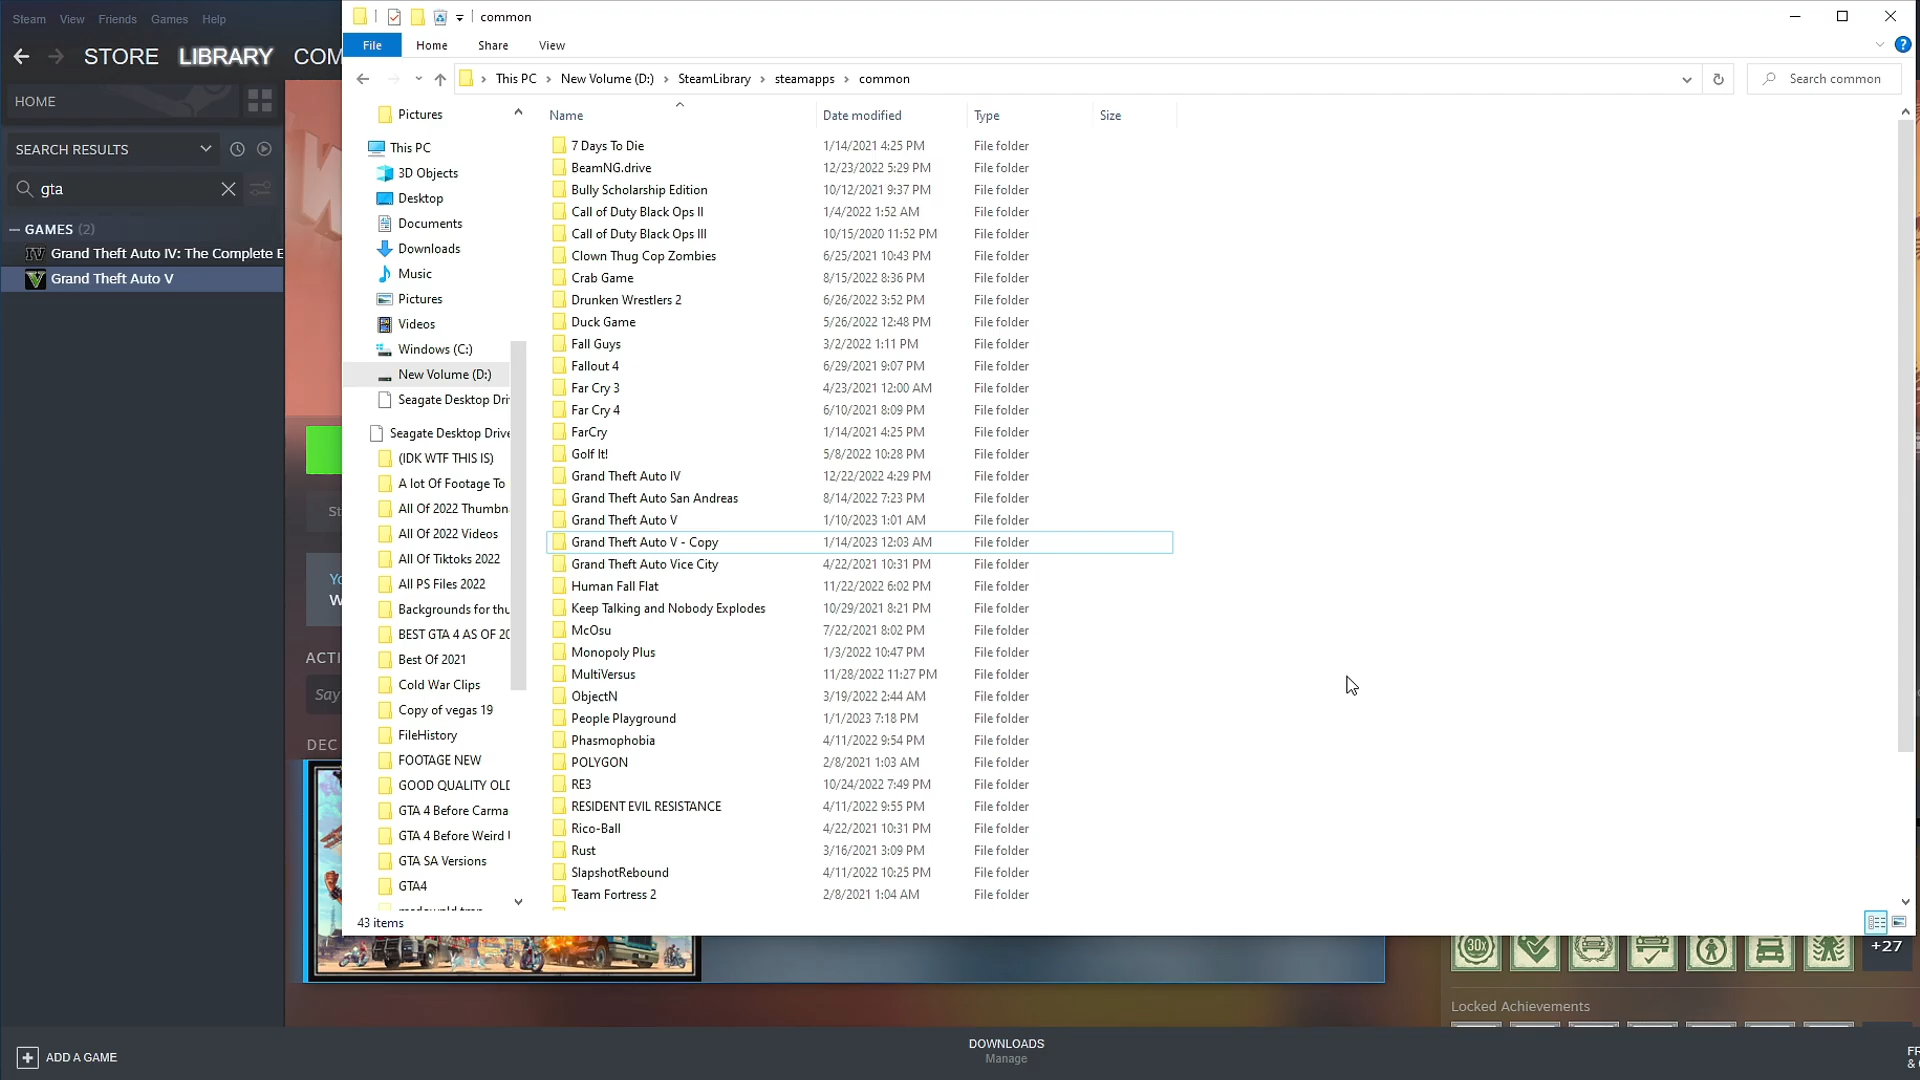 Steam View Friends Games Help
STORE LIBRARY COM
HOME
SEARCH RESULTS
gta
GAMES (2)
IV Grand Theft Auto IV: The Complete E
Grand Theft Auto V
St
Yo
W
ACTI
Say
DEC
common
File Home Share View
This PC › New Volume (D:) › SteamLibrary › steamapps › common
Search common
Pictures
This PC
3D Objects
Desktop
Documents
Downloads
Music
Pictures
Videos
Windows (C:)
New Volume (D:)
Seagate Desktop Dri
Seagate Desktop Drive
(IDK WTF THIS IS)
A lot Of Footage To
All Of 2022 Thumbn
All Of 2022 Videos
All Of Tiktoks 2022
All PS Files 2022
Backgrounds for thu
BEST GTA 4 AS OF 20
Best Of 2021
Cold War Clips
Copy of vegas 19
FileHistory
FOOTAGE NEW
GOOD QUALITY OLD
GTA 4 Before Carma
GTA 4 Before Weird
GTA SA Versions
GTA4
Name Date modified Type Size
7 Days To Die 1/14/2021 4:25 PM File folder
BeamNG.drive 12/23/2022 5:29 PM File folder
Bully Scholarship Edition 10/12/2021 9:37 PM File folder
Call of Duty Black Ops II 1/4/2022 1:52 AM File folder
Call of Duty Black Ops III 10/15/2020 11:52 PM File folder
Clown Thug Cop Zombies 6/25/2021 10:43 PM File folder
Crab Game 8/15/2022 8:36 PM File folder
Drunken Wrestlers 2 6/26/2022 3:52 PM File folder
Duck Game 5/26/2022 12:48 PM File folder
Fall Guys 3/2/2022 1:11 PM File folder
Fallout 4 6/29/2021 9:07 PM File folder
Far Cry 3 4/23/2021 12:00 AM File folder
Far Cry 4 6/10/2021 8:09 PM File folder
FarCry 1/14/2021 4:25 PM File folder
Golf It! 5/8/2022 10:28 PM File folder
Grand Theft Auto IV 12/22/2022 4:29 PM File folder
Grand Theft Auto San Andreas 8/14/2022 7:23 PM File folder
Grand Theft Auto V 1/10/2023 1:01 AM File folder
Grand Theft Auto V - Copy 1/14/2023 12:03 AM File folder
Grand Theft Auto Vice City 4/22/2021 10:31 PM File folder
Human Fall Flat 11/22/2022 6:02 PM File folder
Keep Talking and Nobody Explodes 10/29/2021 8:21 PM File folder
McOsu 7/22/2021 8:02 PM File folder
Monopoly Plus 1/3/2022 10:47 PM File folder
MultiVersus 11/28/2022 11:27 PM File folder
ObjectN 3/19/2022 2:44 AM File folder
People Playground 1/1/2023 7:18 PM File folder
Phasmophobia 4/11/2022 9:54 PM File folder
POLYGON 2/8/2021 1:03 AM File folder
RE3 10/24/2022 7:49 PM File folder
RESIDENT EVIL RESISTANCE 4/11/2022 9:55 PM File folder
Rico-Ball 4/22/2021 10:31 PM File folder
Rust 3/16/2021 3:09 PM File folder
SlapshotRebound 4/11/2022 10:25 PM File folder
Team Fortress 2 2/8/2021 1:04 AM File folder
43 items
30x
+27
Locked Achievements
ADD A GAME
DOWNLOADS
Manage
FR
&